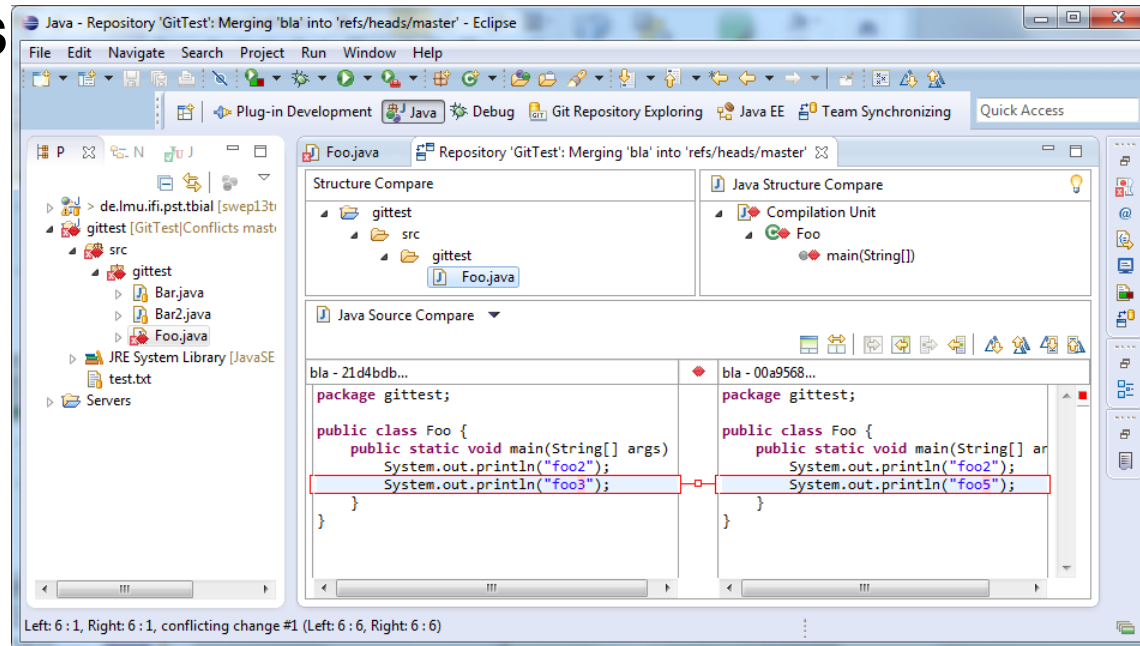 S
Java - Repository 'GitTest': Merging 'bla' into 'refs/heads/master' - Eclipse
File Edit Navigate Search Project Run Window Help
Plug-in Development Java Debug Git Repository Exploring Java EE Team Synchronizing Quick Access
P N J
> de.lmu.ifi.pst.tbial [swep13tu
gittest [GitTest|Conflicts maste
src
gittest
Bar.java
Bar2.java
Foo.java
JRE System Library [JavaSE
test.txt
Servers
Foo.java Repository 'GitTest': Merging 'bla' into 'refs/heads/master'
Structure Compare
gittest
src
gittest
Foo.java
Java Structure Compare
Compilation Unit
Foo
main(String[])
Java Source Compare
bla - 21d4bdb...
package gittest;
public class Foo {
public static void main(String[] args)
System.out.println("foo2");
System.out.println("foo3");
}
}
bla - 00a9568...
package gittest;
public class Foo {
public static void main(String[] ar
System.out.println("foo2");
System.out.println("foo5");
}
}
Left: 6 : 1, Right: 6 : 1, conflicting change #1 (Left: 6 : 6, Right: 6 : 6)